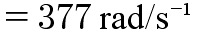 = 377 rad/s⁻¹